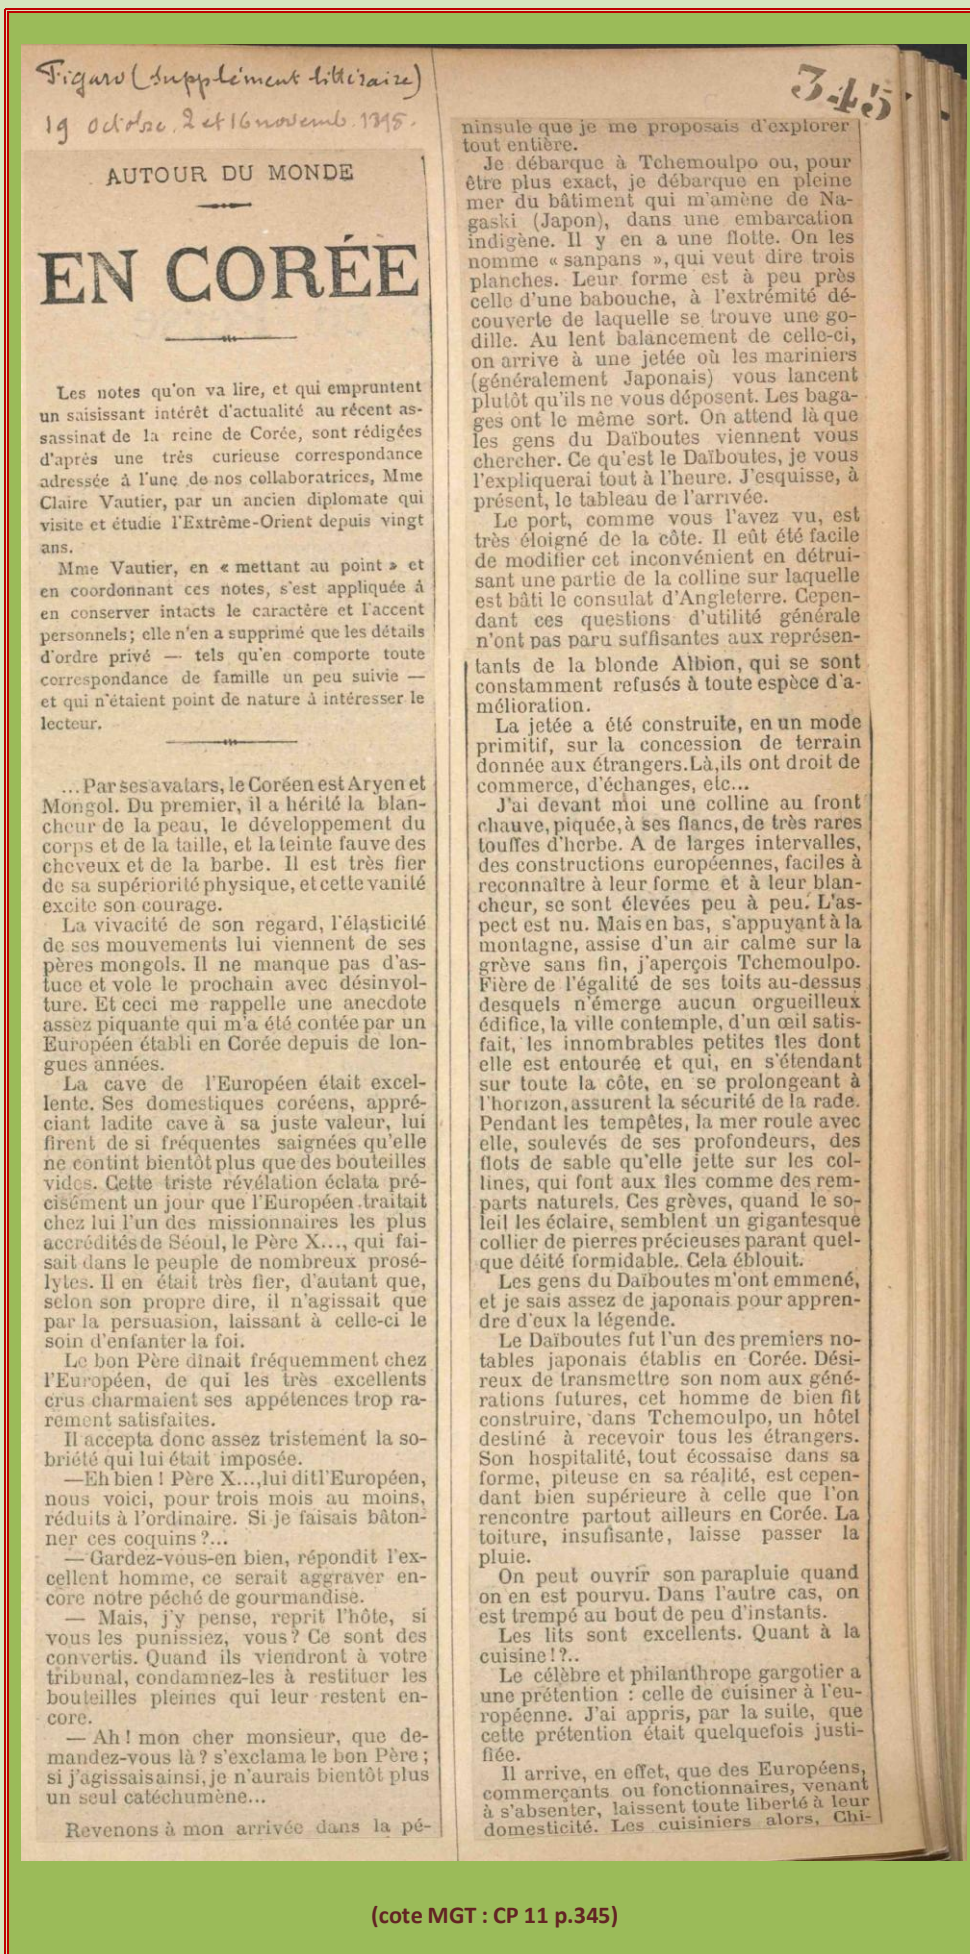 Figaro (Supplément littéraire)
19 octobre, 2 et 16 novemb. 1895.
AUTOUR DU MONDE
EN CORÉE
Les notes qu'on va lire, et qui empruntent
un saisissant intérêt d'actualité au récent as-
sassinat de la reine de Corée, sont rédigées
d'après une très curieuse correspondance
adressée à l'une de nos collaboratrices, Mme
Claire Vautier, par un ancien diplomate qui
visite et étudie l'Extrême-Orient depuis vingt
ans.
Mme Vautier, en « mettant au point » et
en coordonnant ces notes, s'est appliquée à
en conserver intacts le caractère et l'accent
personnels; elle n'en a supprimé que les détails
d'ordre privé — tels qu'en comporte toute
correspondance de famille un peu suivie —
et qui n'étaient point de nature à intéresser le
lecteur.
...Par ses avatars, le Coréen est Aryen et
Mongol. Du premier, il a hérité la blan-
cheur de la peau, le développement du
corps et de la taille, et la teinte fauve des
cheveux et de la barbe. Il est très fier
de sa supériorité physique, et cette vanité
excite son courage.
La vivacité de son regard, l'élasticité
de ses mouvements lui viennent de ses
pères mongols. Il ne manque pas d'as-
tuce et vole le prochain avec désinvol-
ture. Et ceci me rappelle une anecdote
assez piquante qui m'a été contée par un
Européen établi en Corée depuis de lon-
gues années.
La cave de l'Européen était excel-
lente. Ses domestiques coréens, appré-
ciant ladite cave à sa juste valeur, lui
firent de si fréquentes saignées qu'elle
ne contint bientôt plus que des bouteilles
vides. Cette triste révélation éclata pré-
cisément un jour que l'Européen traitait
chez lui l'un des missionnaires les plus
accrédités de Séoul, le Père X..., qui fai-
sait dans le peuple de nombreux prosé-
lytes. Il en était très fier, d'autant que,
selon son propre dire, il n'agissait que
par la persuasion, laissant à celle-ci le
soin d'enfanter la foi.
Le bon Père dînait fréquemment chez
l'Européen, de qui les très excellents
crus charmaient ses appétences trop ra-
rement satisfaites.
Il accepta donc assez tristement la so-
briété qui lui était imposée.
—Eh bien ! Père X...,lui dit l'Européen,
nous voici, pour trois mois au moins,
réduits à l'ordinaire. Si je faisais bâton-
ner ces coquins ?...
— Gardez-vous-en bien, répondit l'ex-
cellent homme, ce serait aggraver en-
core notre péché de gourmandise.
— Mais, j'y pense, reprit l'hôte, si
vous les punissiez, vous? Ce sont des
convertis. Quand ils viendront à votre
tribunal, condamnez-les à restituer les
bouteilles pleines qui leur restent en-
core.
— Ah ! mon cher monsieur, que de-
mandez-vous là ? s'exclama le bon Père ;
si j'agissais ainsi, je n'aurais bientôt plus
un seul catéchumène...
Revenons à mon arrivée dans la pé-
345
ninsule que je me proposais d'explorer
tout entière.
Je débarque à Tchemoulpo ou, pour
être plus exact, je débarque en pleine
mer du bâtiment qui m'amène de Na-
gaski (Japon), dans une embarcation
indigène. Il y en a une flotte. On les
nomme « sanpans », qui veut dire trois
planches. Leur forme est à peu près
celle d'une babouche, à l'extrémité dé-
couverte de laquelle se trouve une go-
dille. Au lent balancement de celle-ci,
on arrive à une jetée où les mariniers
(généralement Japonais) vous lancent
plutôt qu'ils ne vous déposent. Les baga-
ges ont le même sort. On attend là que
les gens du Daïboutes viennent vous
chercher. Ce qu'est le Daïboutes, je vous
l'expliquerai tout à l'heure. J'esquisse, à
présent, le tableau de l'arrivée.
Le port, comme vous l'avez vu, est
très éloigné de la côte. Il eût été facile
de modifier cet inconvénient en détrui-
sant une partie de la colline sur laquelle
est bâti le consulat d'Angleterre. Cepen-
dant ces questions d'utilité générale
n'ont pas paru suffisantes aux représen-
tants de la blonde Albion, qui se sont
constamment refusés à toute espèce d'a-
mélioration.
La jetée a été construite, en un mode
primitif, sur la concession de terrain
donnée aux étrangers. Là, ils ont droit de
commerce, d'échanges, etc...
J'ai devant moi une colline au front
chauve, piquée, à ses flancs, de très rares
touffes d'herbe. A de larges intervalles,
des constructions européennes, faciles à
reconnaître à leur forme et à leur blan-
cheur, se sont élevées peu à peu. L'as-
pect est nu. Mais en bas, s'appuyant à la
montagne, assise d'un air calme sur la
grève sans fin, j'aperçois Tchemoulpo.
Fière de l'égalité de ses toits au-dessus
desquels n'émerge aucun orgueilleux
édifice, la ville contemple, d'un œil satis-
fait, les innombrables petites îles dont
elle est entourée et qui, en s'étendant
sur toute la côte, en se prolongeant à
l'horizon, assurent la sécurité de la rade.
Pendant les tempêtes, la mer roule avec
elle, soulevés de ses profondeurs, des
flots de sable qu'elle jette sur les col-
lines, qui font aux îles comme des rem-
parts naturels. Ces grèves, quand le so-
leil les éclaire, semblent un gigantesque
collier de pierres précieuses parant quel-
que déité formidable. Cela éblouit.
Les gens du Daïboutes m'ont emmené,
et je sais assez de japonais pour appren-
dre d'eux la légende.
Le Daïboutes fut l'un des premiers no-
tables japonais établis en Corée. Dési-
reux de transmettre son nom aux géné-
rations futures, cet homme de bien fit
construire, dans Tchemoulpo, un hôtel
destiné à recevoir tous les étrangers.
Son hospitalité, tout écossaise dans sa
forme, piteuse en sa réalité, est cepen-
dant bien supérieure à celle que l'on
rencontre partout ailleurs en Corée. La
toiture, insufisante, laisse passer la
pluie.
On peut ouvrir son parapluie quand
on en est pourvu. Dans l'autre cas, on
est trempé au bout de peu d'instants.
Les lits sont excellents. Quant à la
cuisine!?..
Le célèbre et philanthrope gargotier a
une prétention : celle de cuisiner à l'eu-
ropéenne. J'ai appris, par la suite, que
cette prétention était quelquefois justi-
fiée.
Il arrive, en effet, que des Européens,
commerçants ou fonctionnaires, venant
à s'absenter, laissent toute liberté à leur
domesticité. Les cuisiniers alors, Chi-
(cote MGT : CP 11 p.345)